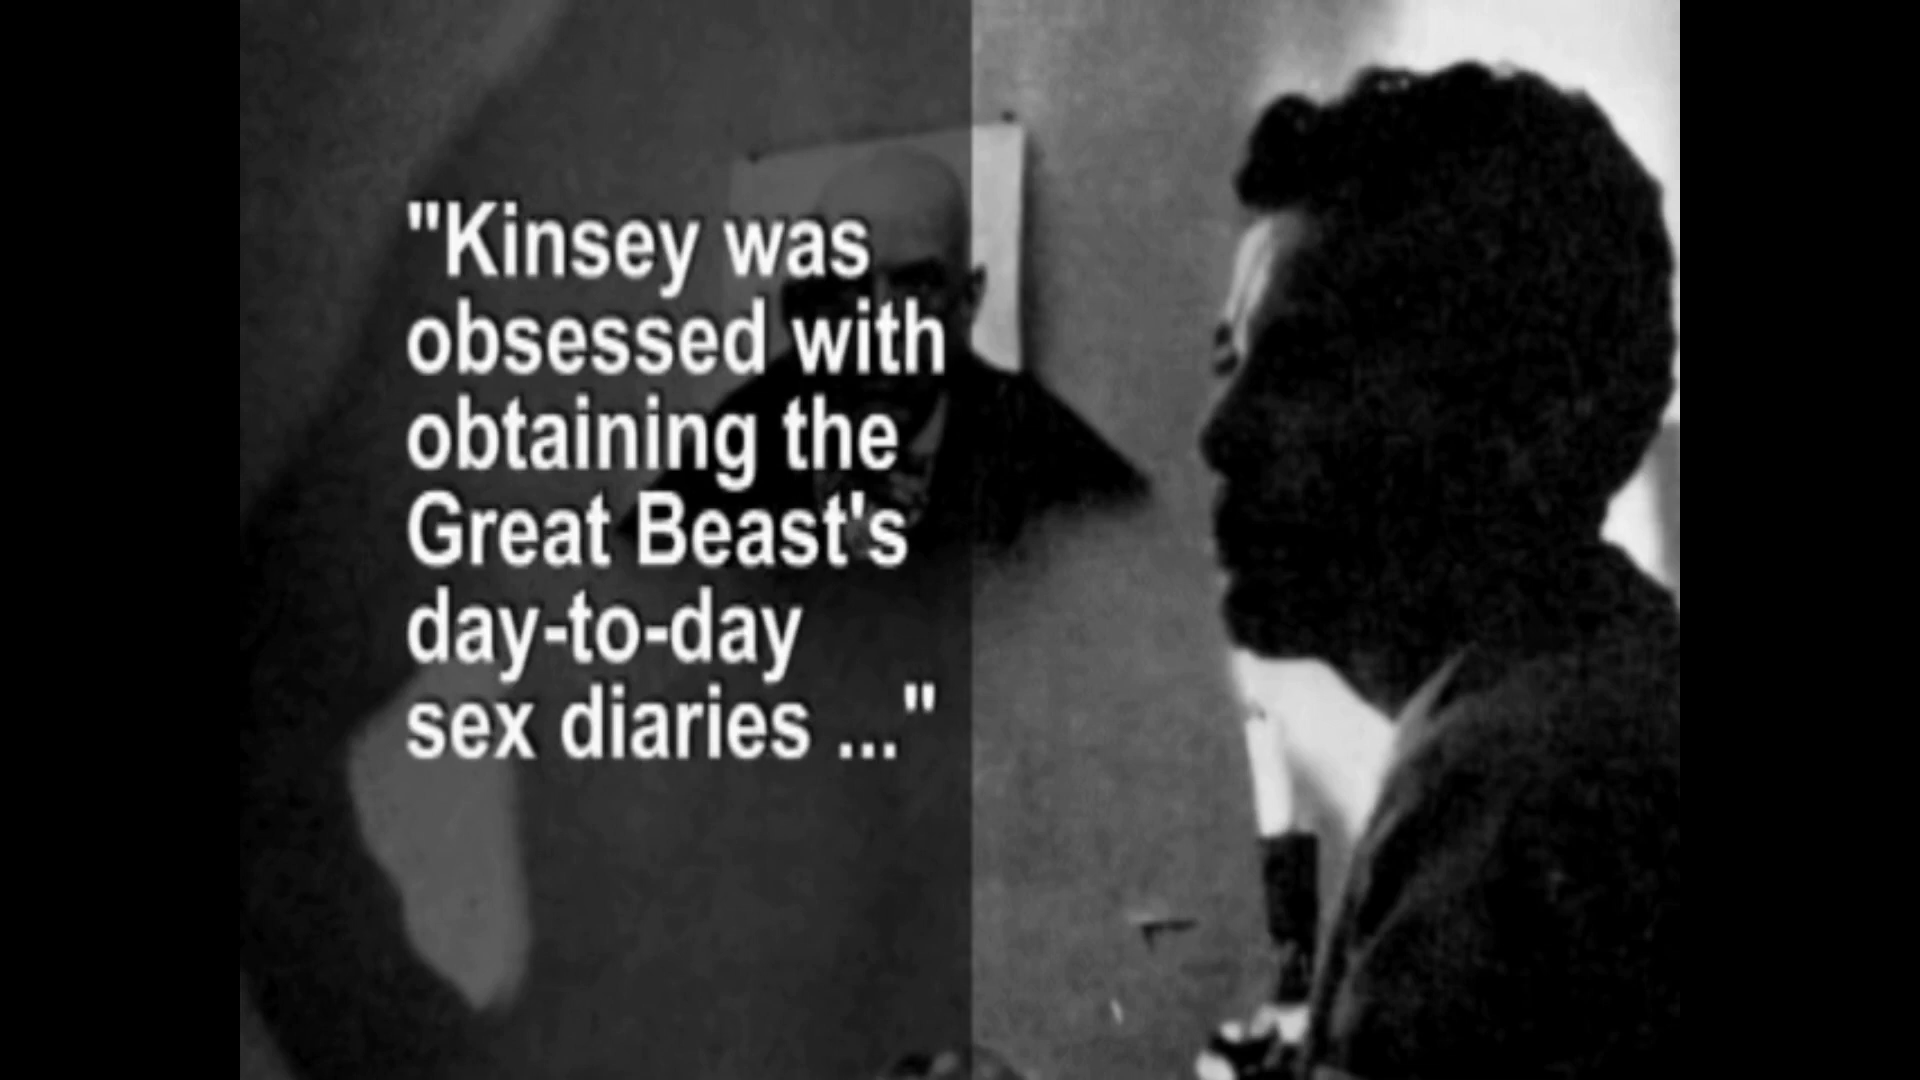 "Kinsey was
obsessed with
obtaining the
Great Beast's
day-to-day
sex diaries ..."